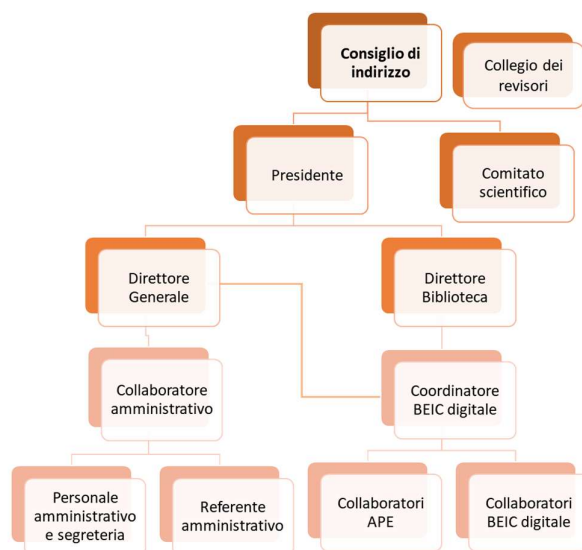 Consiglio di
indirizzo
Collegio dei
revisori
Presidente
Comitato
scientifico
Direttore
Generale
Direttore
Biblioteca
Collaboratore
amministrativo
Coordinatore
BEIC digitale
Personale
amministrativo
e segreteria
Referente
amministrativo
Collaboratori
APE
Collaboratori
BEIC digitale